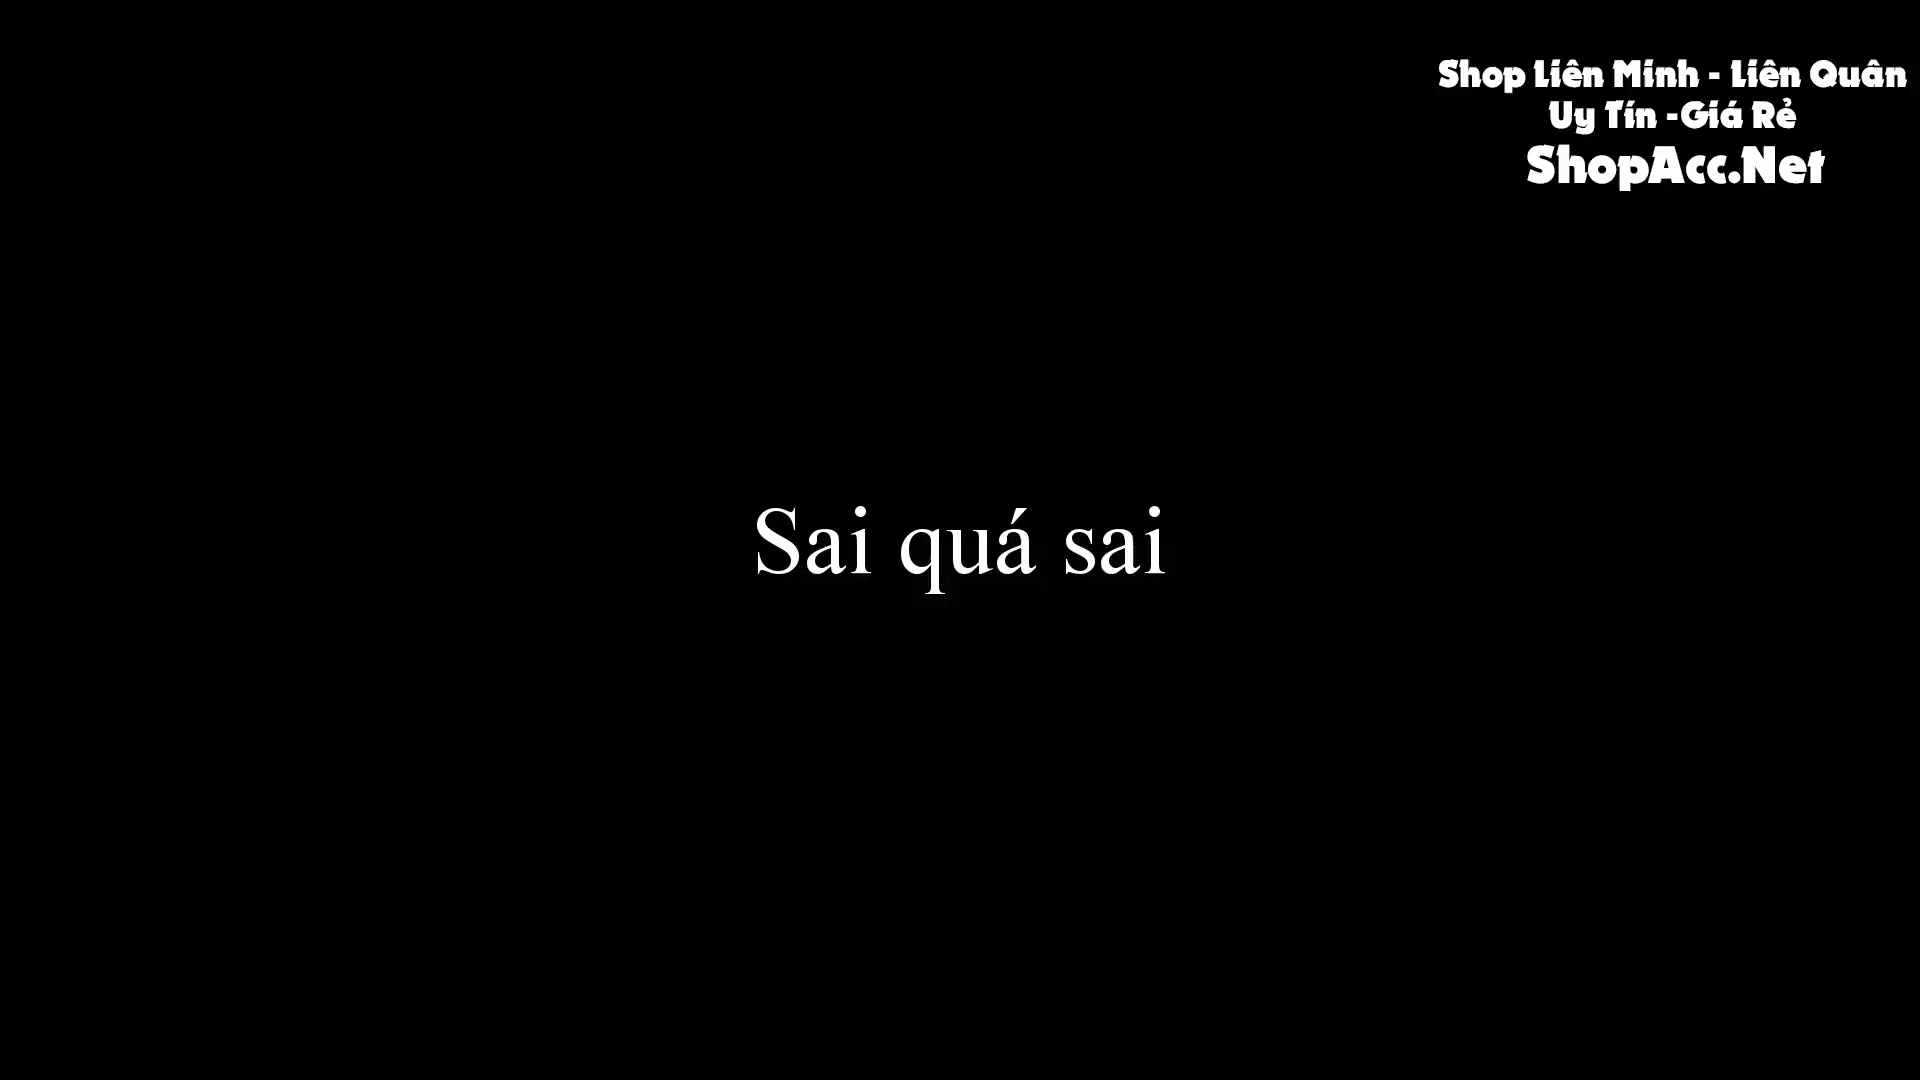 Shop Liên Minh - Liên Quân
Uy Tín -Giá Rẻ
ShopAcc.Net
Sai quá sai